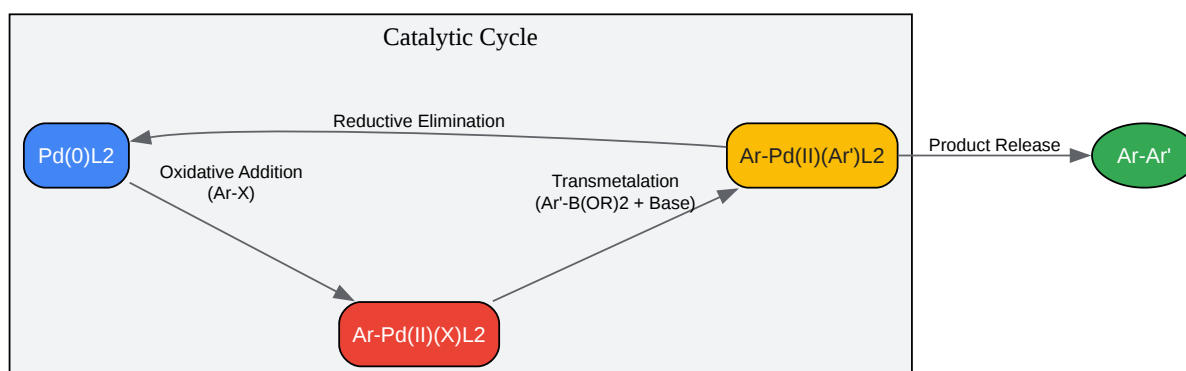 Catalytic Cycle
Reductive Elimination
Pd(0)L2
Ar-Pd(II)(Ar')L2
Product Release
Ar-Ar'
Oxidative Addition
(Ar-X)
Transmetalation
(Ar'-B(OR)2 + Base)
Ar-Pd(II)(X)L2